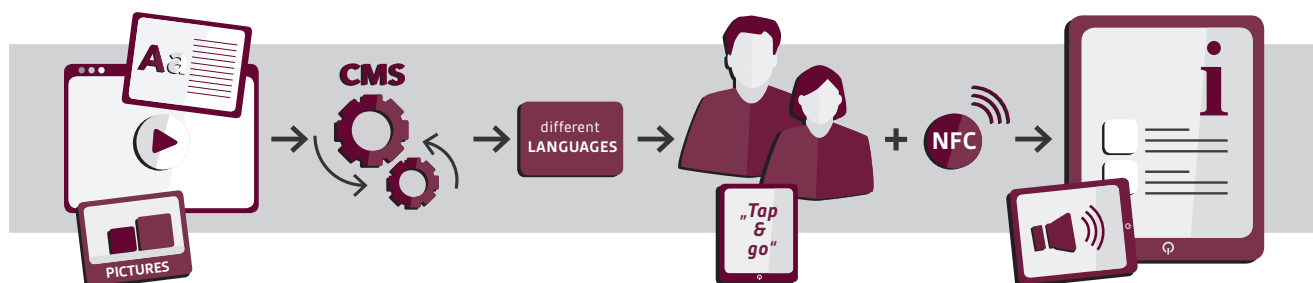 Aa
PICTURES
CMS
different
LANGUAGES
„Tap
&
go“
NFC
i